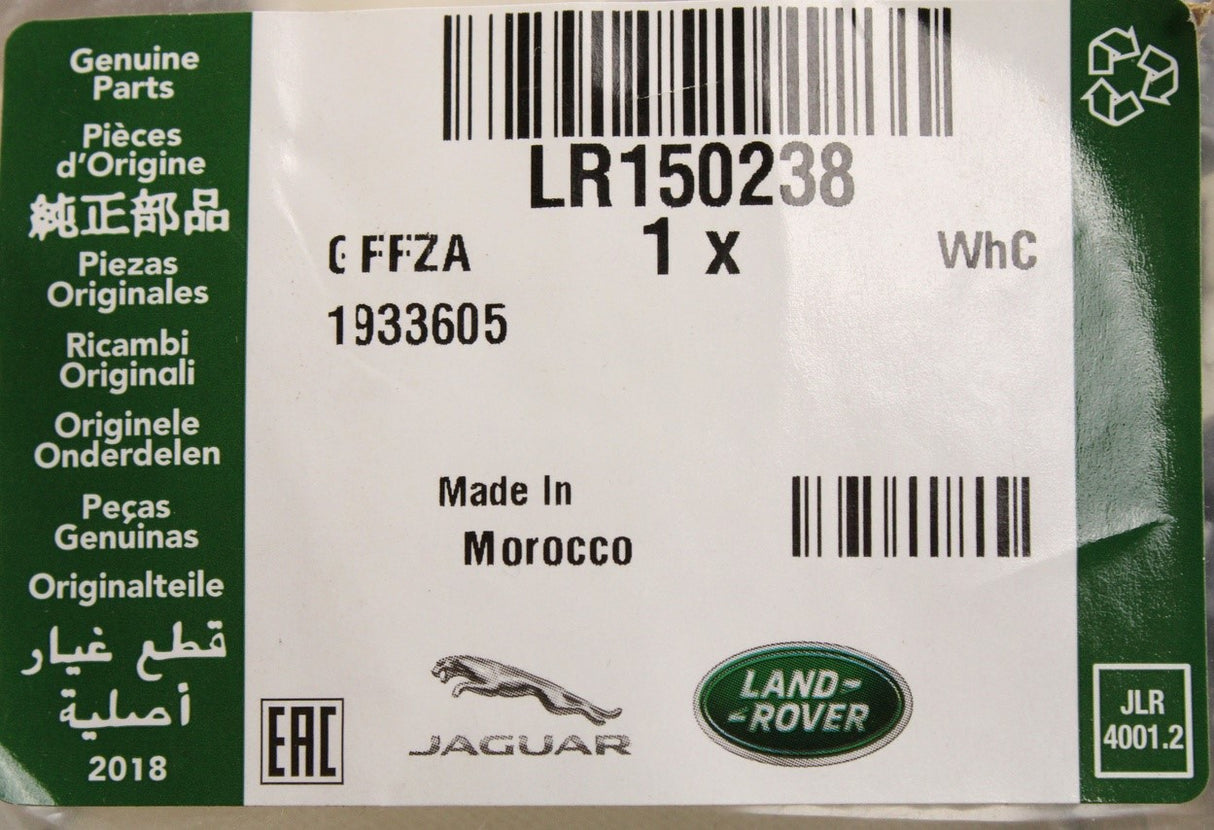 Genuine
Parts
Pièces
d'Origine
純正部品
Piezas
Originales
Ricambi
Originali
Originele
Onderdelen
Peças
Genuinas
Originalteile
قطع غيار
أصلية
2018
LR150238
1 x
WhC
1933605
Made In
Morocco
EAC
JAGUAR
LAND-
-ROVER
JLR
4001.2